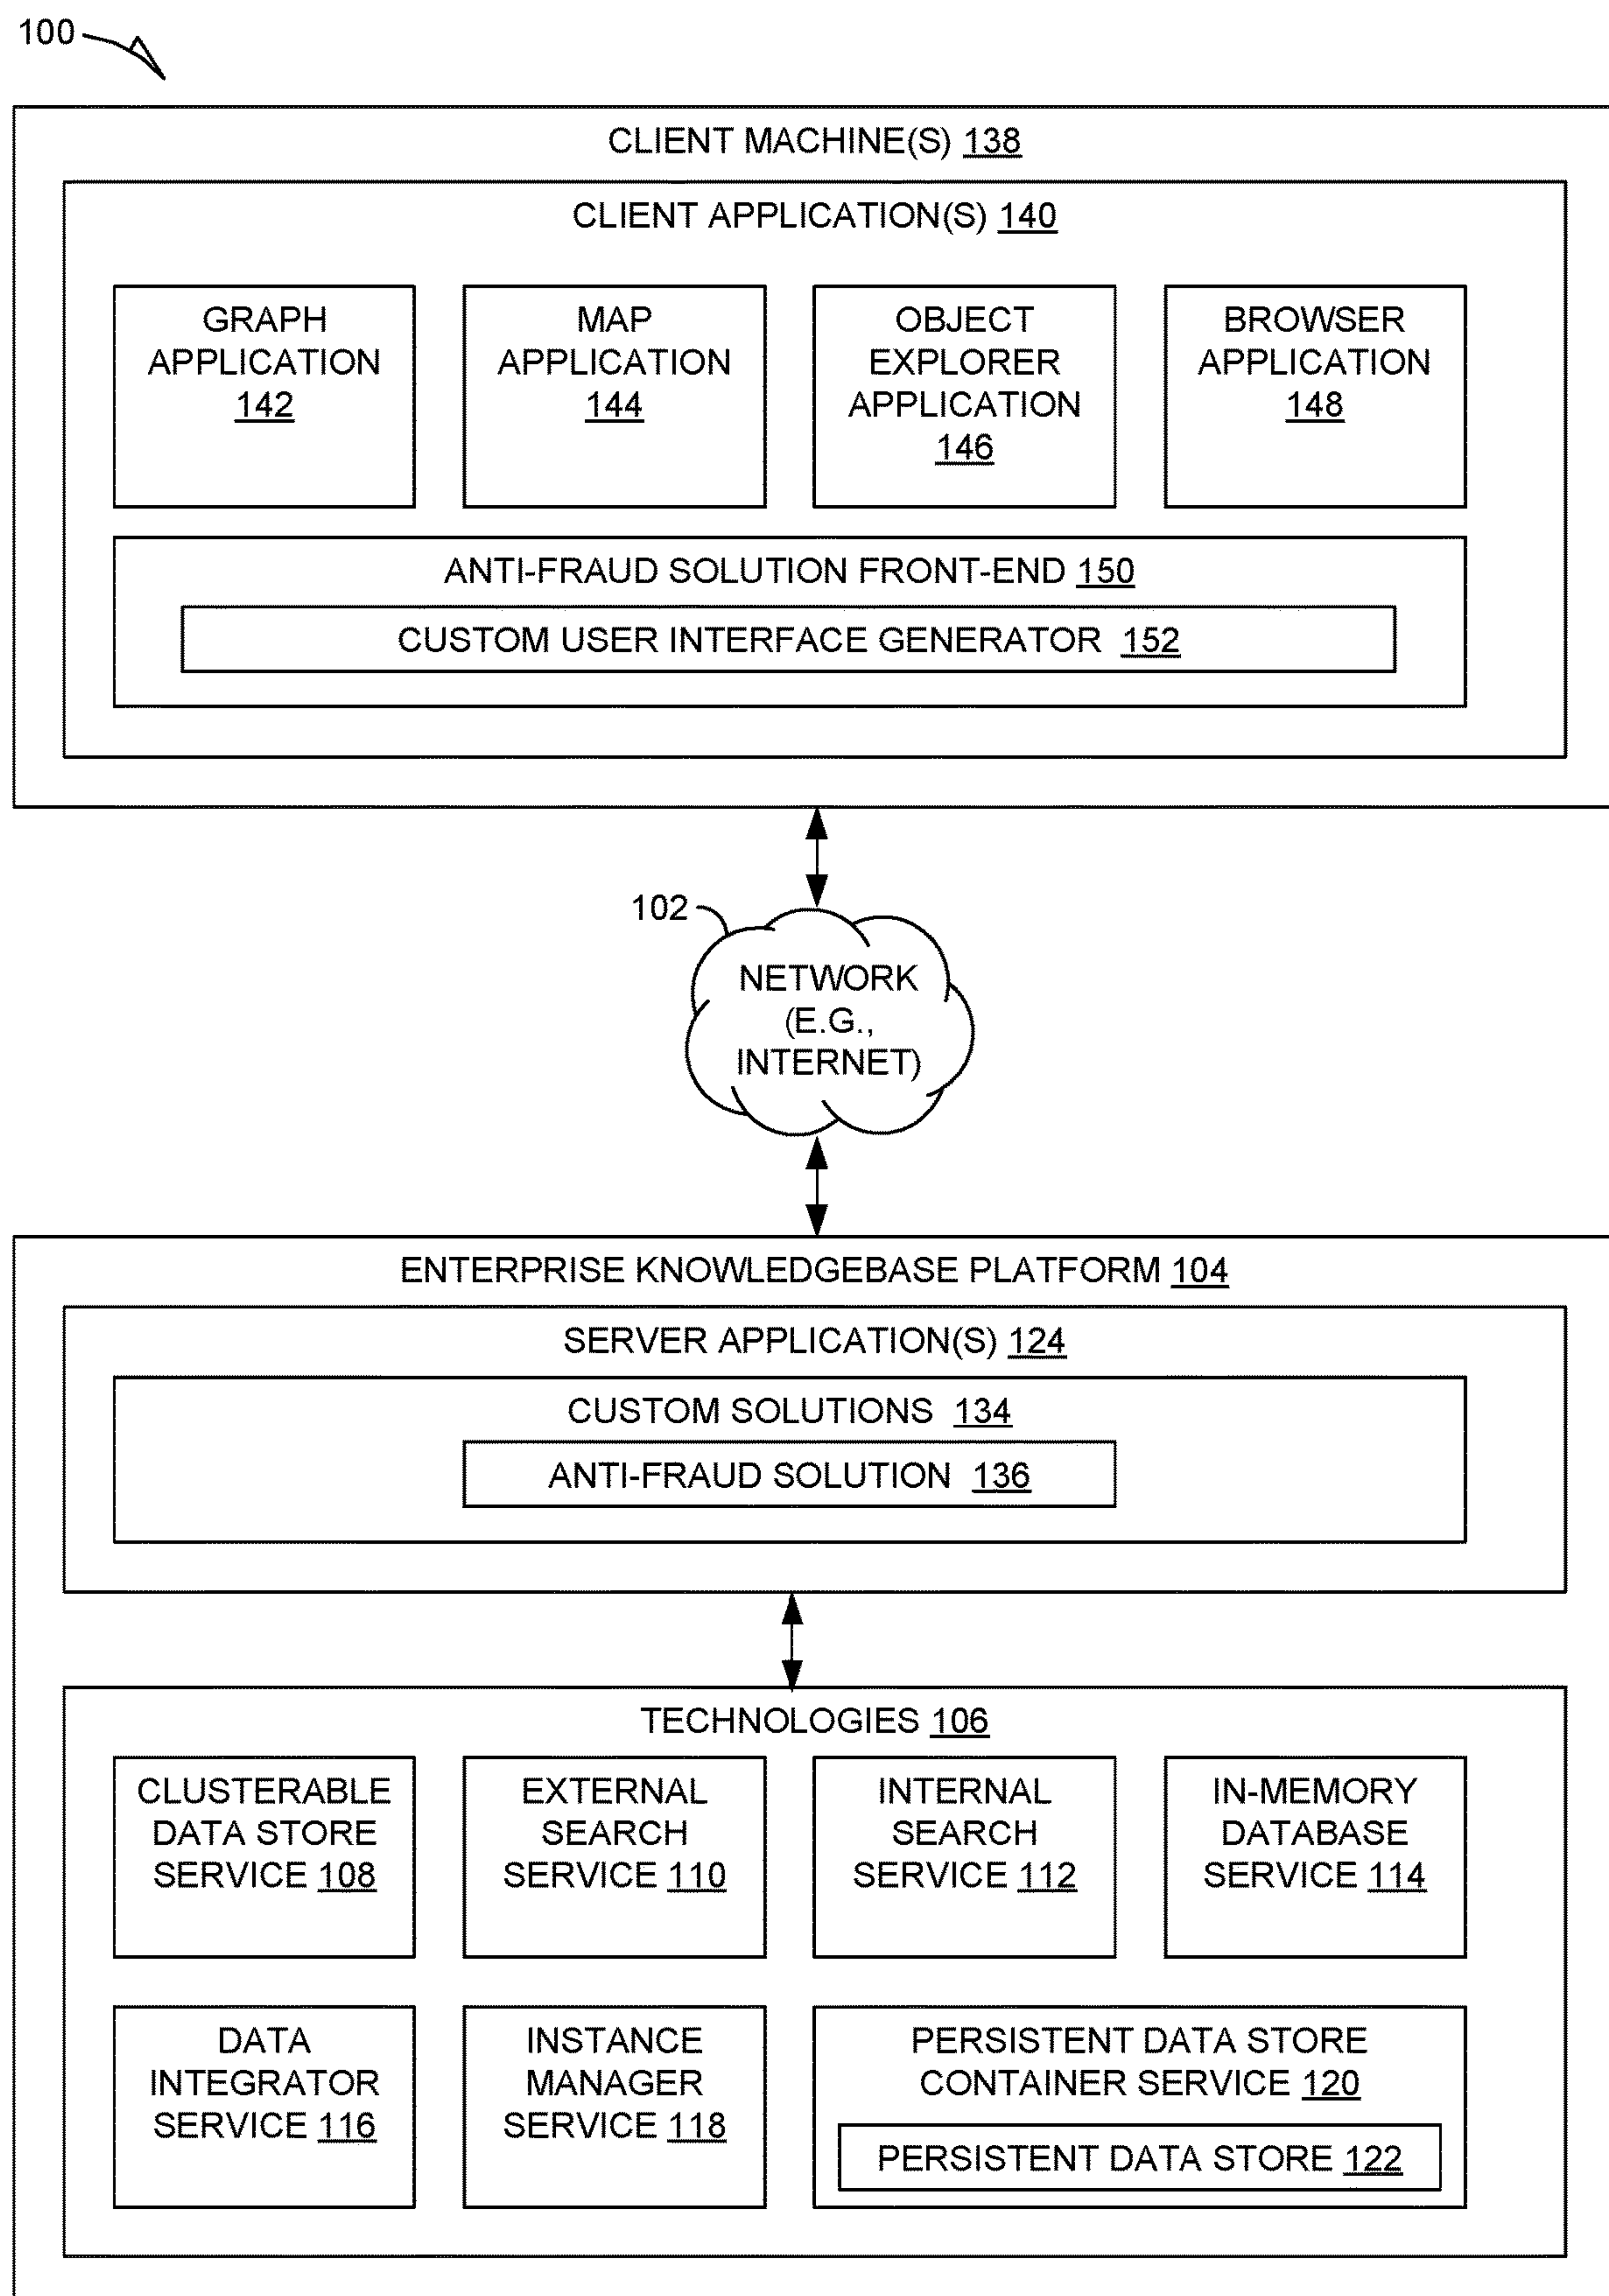 100
CLIENT MACHINE(S) 138
CLIENT APPLICATION(S) 140
GRAPH
APPLICATION
142
MAP
APPLICATION
144
OBJECT
EXPLORER
APPLICATION
146
BROWSER
APPLICATION
148
ANTI-FRAUD SOLUTION FRONT-END 150
CUSTOM USER INTERFACE GENERATOR 152
102
NETWORK
(E.G.,
INTERNET)
ENTERPRISE KNOWLEDGEBASE PLATFORM 104
SERVER APPLICATION(S) 124
CUSTOM SOLUTIONS 134
ANTI-FRAUD SOLUTION 136
TECHNOLOGIES 106
CLUSTERABLE
DATA STORE
SERVICE 108
EXTERNAL
SEARCH
SERVICE 110
INTERNAL
SEARCH
SERVICE 112
IN-MEMORY
DATABASE
SERVICE 114
DATA
INTEGRATOR
SERVICE 116
INSTANCE
MANAGER
SERVICE 118
PERSISTENT DATA STORE
CONTAINER SERVICE 120
PERSISTENT DATA STORE 122